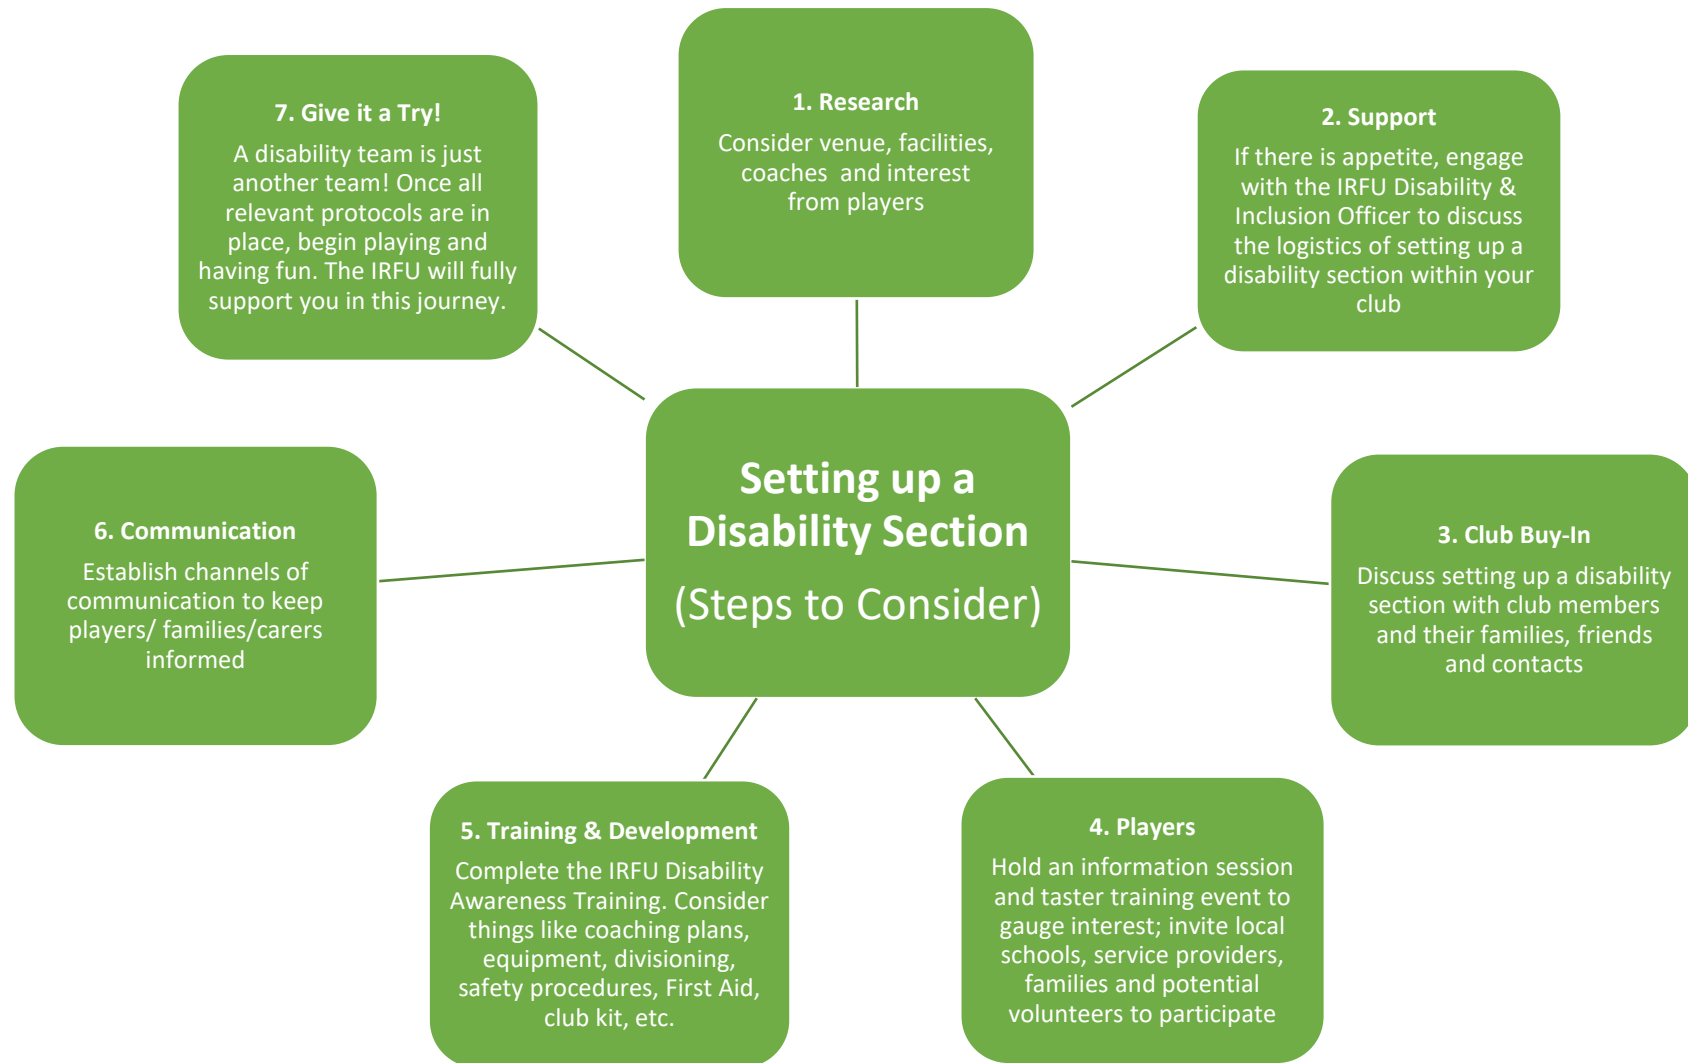 Setting up a
Disability Section
(Steps to Consider)
1. Research
Consider venue, facilities,
coaches and interest
from players
2. Support
If there is appetite, engage
with the IRFU Disability &
Inclusion Officer to discuss
the logistics of setting up a
disability section within your
club
3. Club Buy-In
Discuss setting up a disability
section with club members
and their families, friends
and contacts
4. Players
Hold an information session
and taster training event to
gauge interest; invite local
schools, service providers,
families and potential
volunteers to participate
5. Training & Development
Complete the IRFU Disability
Awareness Training. Consider
things like coaching plans,
equipment, divisioning,
safety procedures, First Aid,
club kit, etc.
6. Communication
Establish channels of
communication to keep
players/ families/carers
informed
7. Give it a Try!
A disability team is just
another team! Once all
relevant protocols are in
place, begin playing and
having fun. The IRFU will fully
support you in this journey.